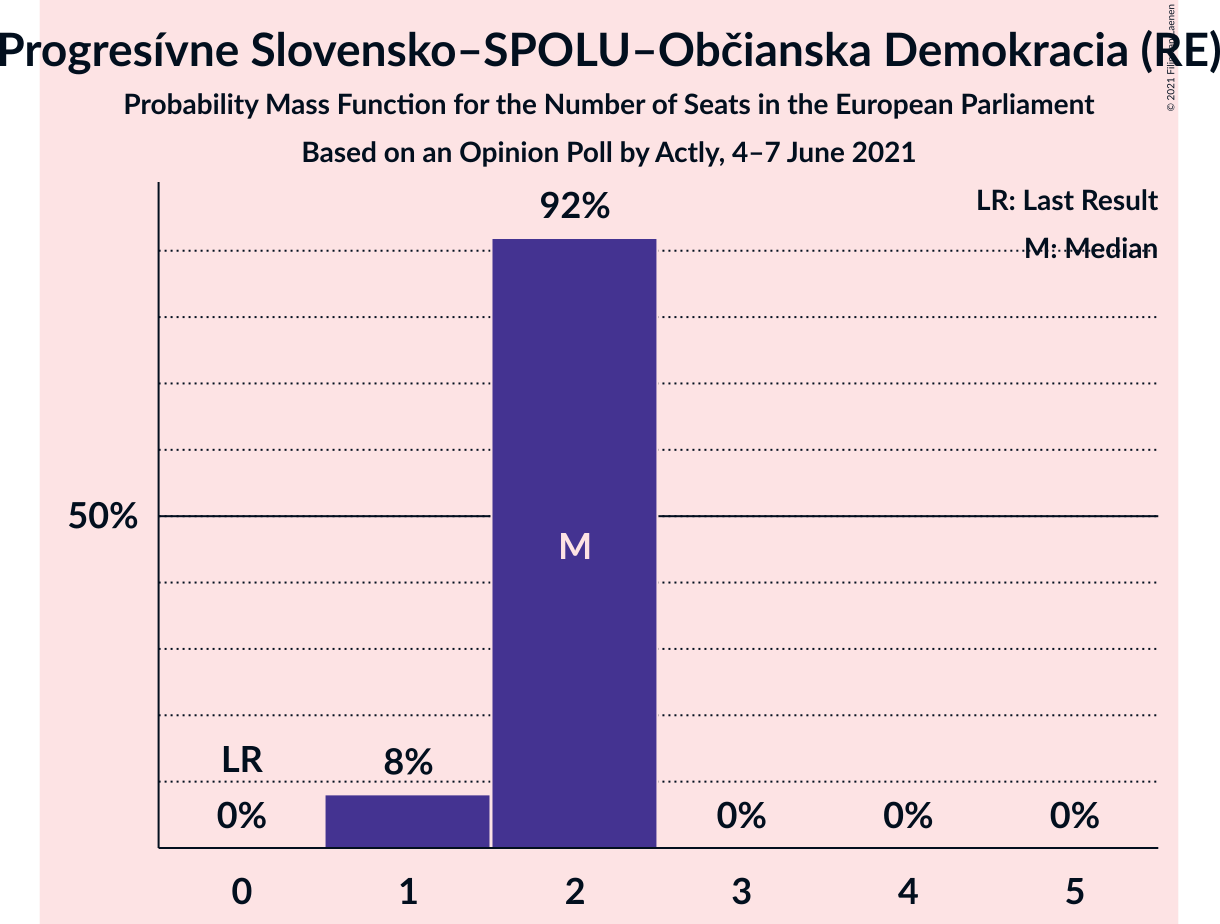 Progresívne Slovensko–SPOLU–Občianska Demokracia (RE)
Probability Mass Function for the Number of Seats in the European Parliament
Based on an Opinion Poll by Actly, 4–7 June 2021
© 2021
LR: Last Result
M: Median
92%
50%
M
LR
8%
0%
0%
0%
0%
0 1 2 3 4 5